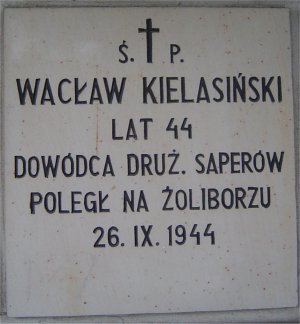 Ś. † P.
WACŁAW KIELASIŃSKI
LAT 44
DOWÓDCA DRUŻ. SAPERÓW
POLEGŁ NA ŻOLIBORZU
26. IX. 1944